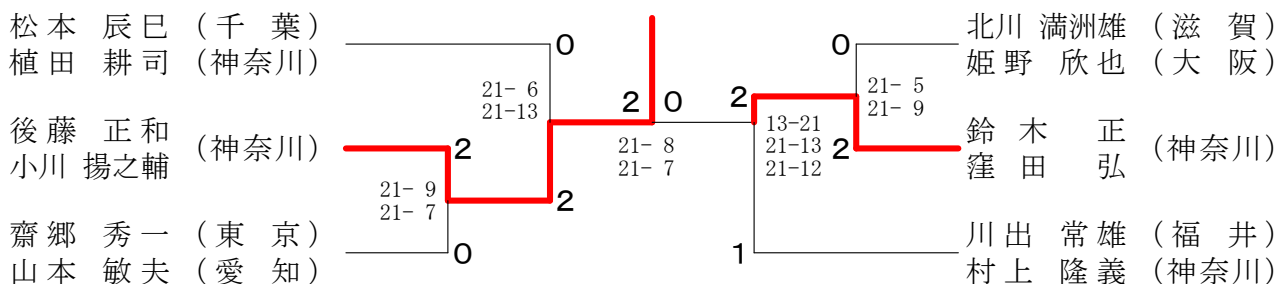 松本 辰巳 (千 葉)
植田 耕司 (神奈川)
後藤 正和
小川 揚之輔
(神奈川)
齋郷 秀一 (東 京)
山本 敏夫 (愛 知)
0
21- 6
21-13
2
21- 9
21- 7
2
0
2 0
21- 8
21- 7
2
13-21
21-13
21-12
1
0
21- 5
21- 9
2
北川 満洲雄 (滋 賀)
姫野 欣也 (大 阪)
鈴木 正
窪田 弘
(神奈川)
川出 常雄 (福 井)
村上 隆義 (神奈川)